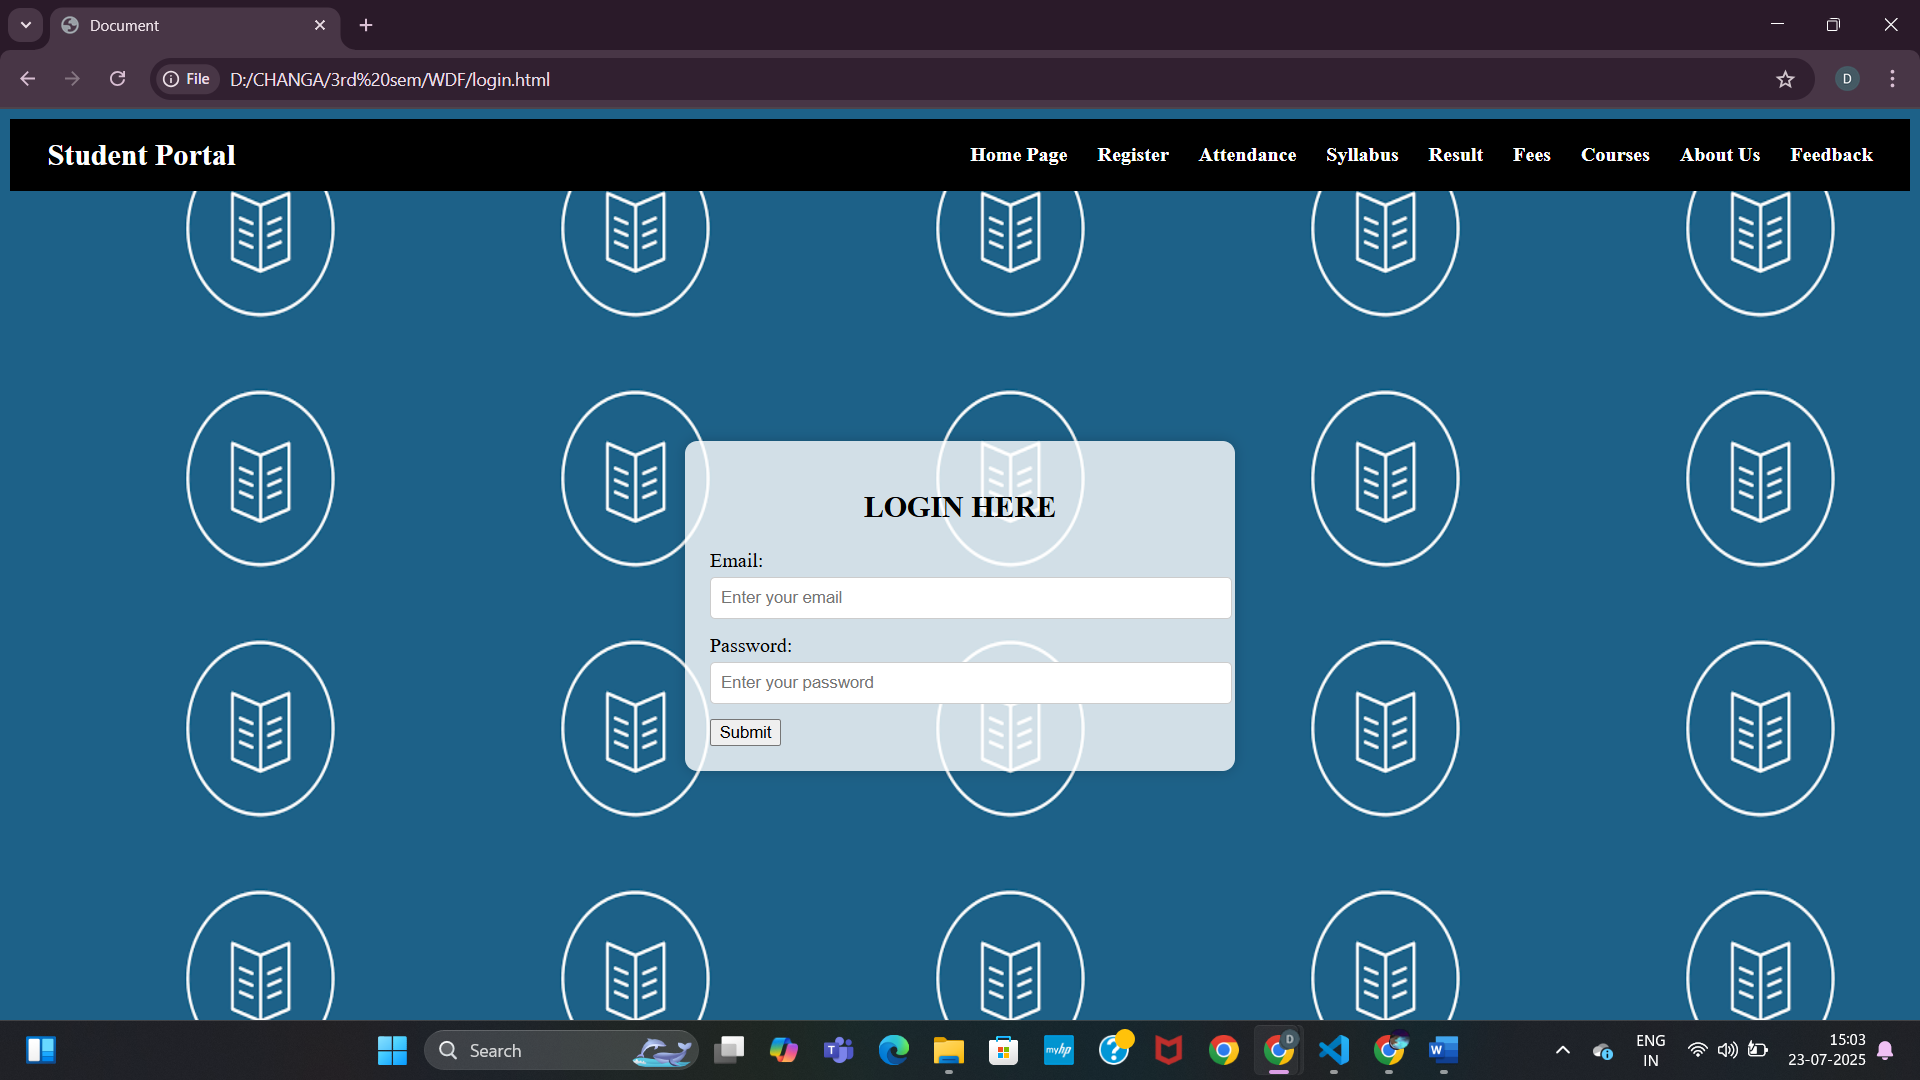 Document
File D:/CHANGA/3rd%20sem/WDF/login.html
D
Student Portal
Home Page Register Attendance Syllabus Result Fees Courses About Us Feedback
LOGIN HERE
Email:
Enter your email
Password:
Enter your password
Submit
Search
myhp
D
ENG
IN
15:03
23-07-2025